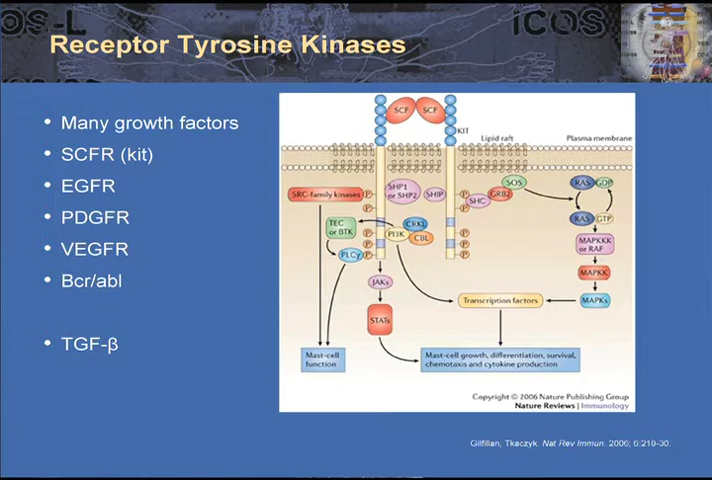 OS-L
ICOS
Receptor Tyrosine Kinases
• Many growth factors
• SCFR (kit)
• EGFR
• PDGFR
• VEGFR
• Bcr/abl
• TGF-β
SCF
SCF
KIT
Lipid raft
Plasma membrane
SRC-family kinases
P
P
SHP1
or SHP2
SHIP
P
P
SHC
GRB2
SOS
RAS
GDP
RAS
GTP
TEC
or BTK
PI3K
CRKL
CBL
P
P
P
P
P
P
PLCγ
MAPKKK
or RAF
MAPKK
MAPKs
JAKs
STATs
Transcription factors
Mast-cell
function
Mast-cell growth, differentiation, survival,
chemotaxis and cytokine production
Copyright © 2006 Nature Publishing Group
Nature Reviews | Immunology
Gilfillan, Tkaczyk. Nat Rev Immun. 2006; 6:218-30.